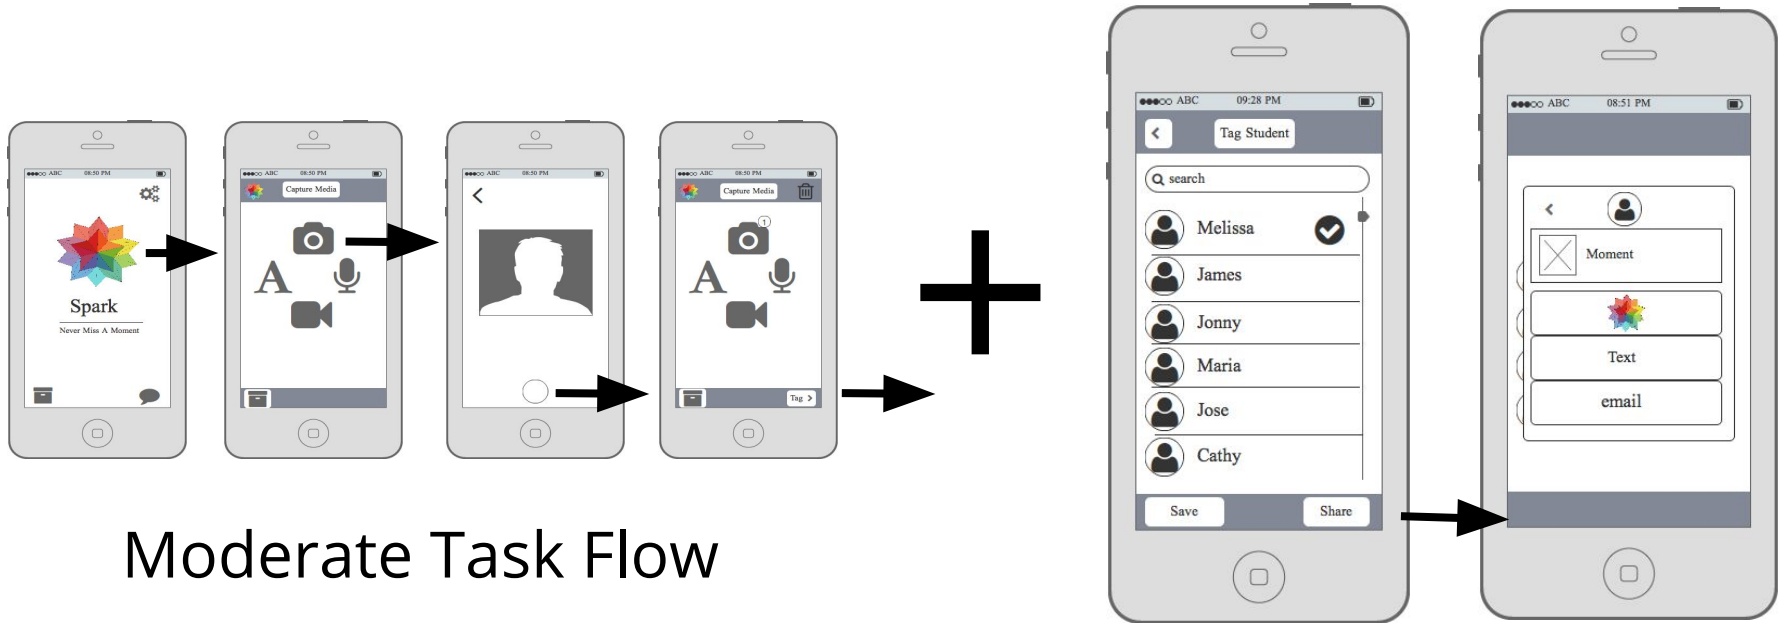 ABC 08:50 PM
Spark
Never Miss A Moment
ABC 08:50 PM
Capture Media
A
ABC 08:50 PM
ABC 08:50 PM
Capture Media
1
A
Tag >
ABC 09:28 PM
Tag Student
search
Melissa
James
Jonny
Maria
Jose
Cathy
Save Share
ABC 08:51 PM
Moment
Text
email
Moderate Task Flow